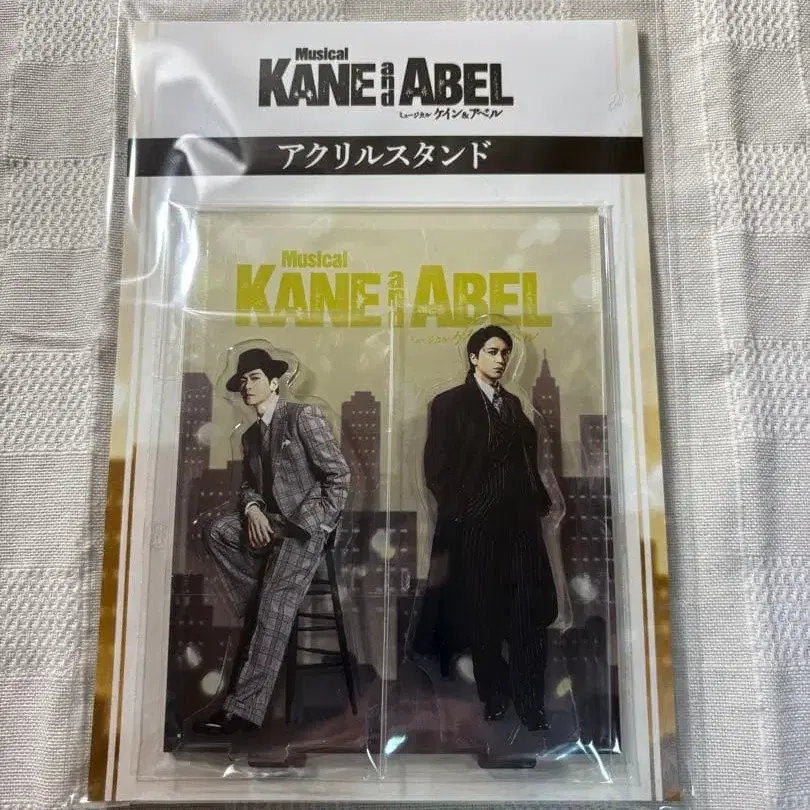 Musical
KANE and ABEL
ミュージカル ケイン&アベル
アクリルスタンド
Musical
KANE an ABEL